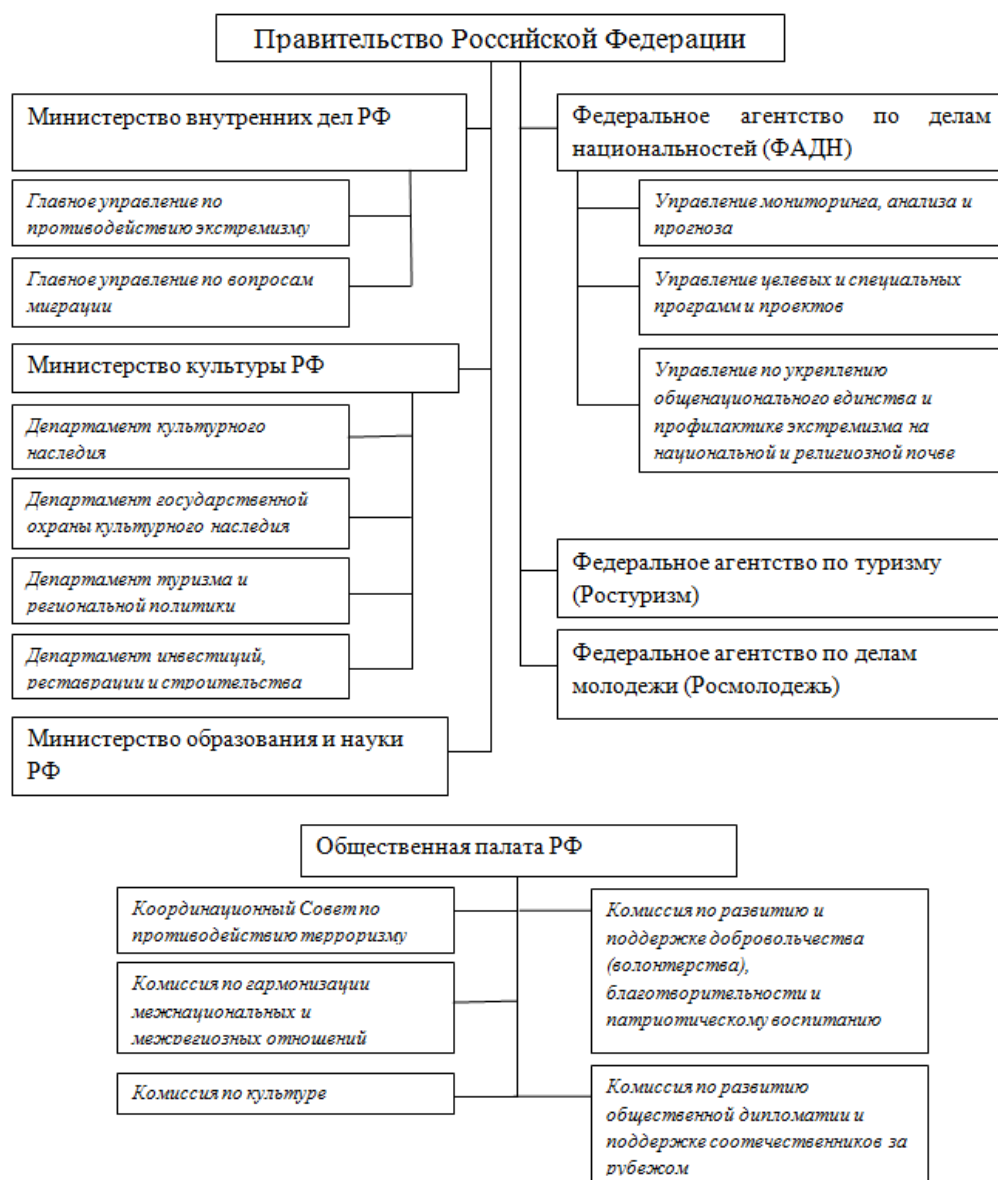 Правительство Российской Федерации
Министерство внутренних дел РФ
Главное управление по
противодействию экстремизму
Главное управление по вопросам
миграции
Министерство культуры РФ
Департамент культурного
наследия
Департамент государственной
охраны культурного наследия
Департамент туризма и
региональной политики
Департамент инвестиций,
реставрации и строительства
Министерство образования и науки
РФ
Федеральное агентство по делам
национальностей (ФАДН)
Управление мониторинга, анализа и
прогноза
Управление целевых и специальных
программ и проектов
Управление по укреплению
общенационального единства и
профилактике экстремизма на
национальной и религиозной почве
Федеральное агентство по туризму
(Ростуризм)
Федеральное агентство по делам
молодежи (Росмолодежь)
Общественная палата РФ
Координационный Совет по
противодействию терроризму
Комиссия по гармонизации
межнациональных и
межрегиозных отношений
Комиссия по культуре
Комиссия по развитию и
поддержке добровольчества
(волонтерства),
благотворительности и
патриотическому воспитанию
Комиссия по развитию
общественной дипломатии и
поддержке соотечественников за
рубежом